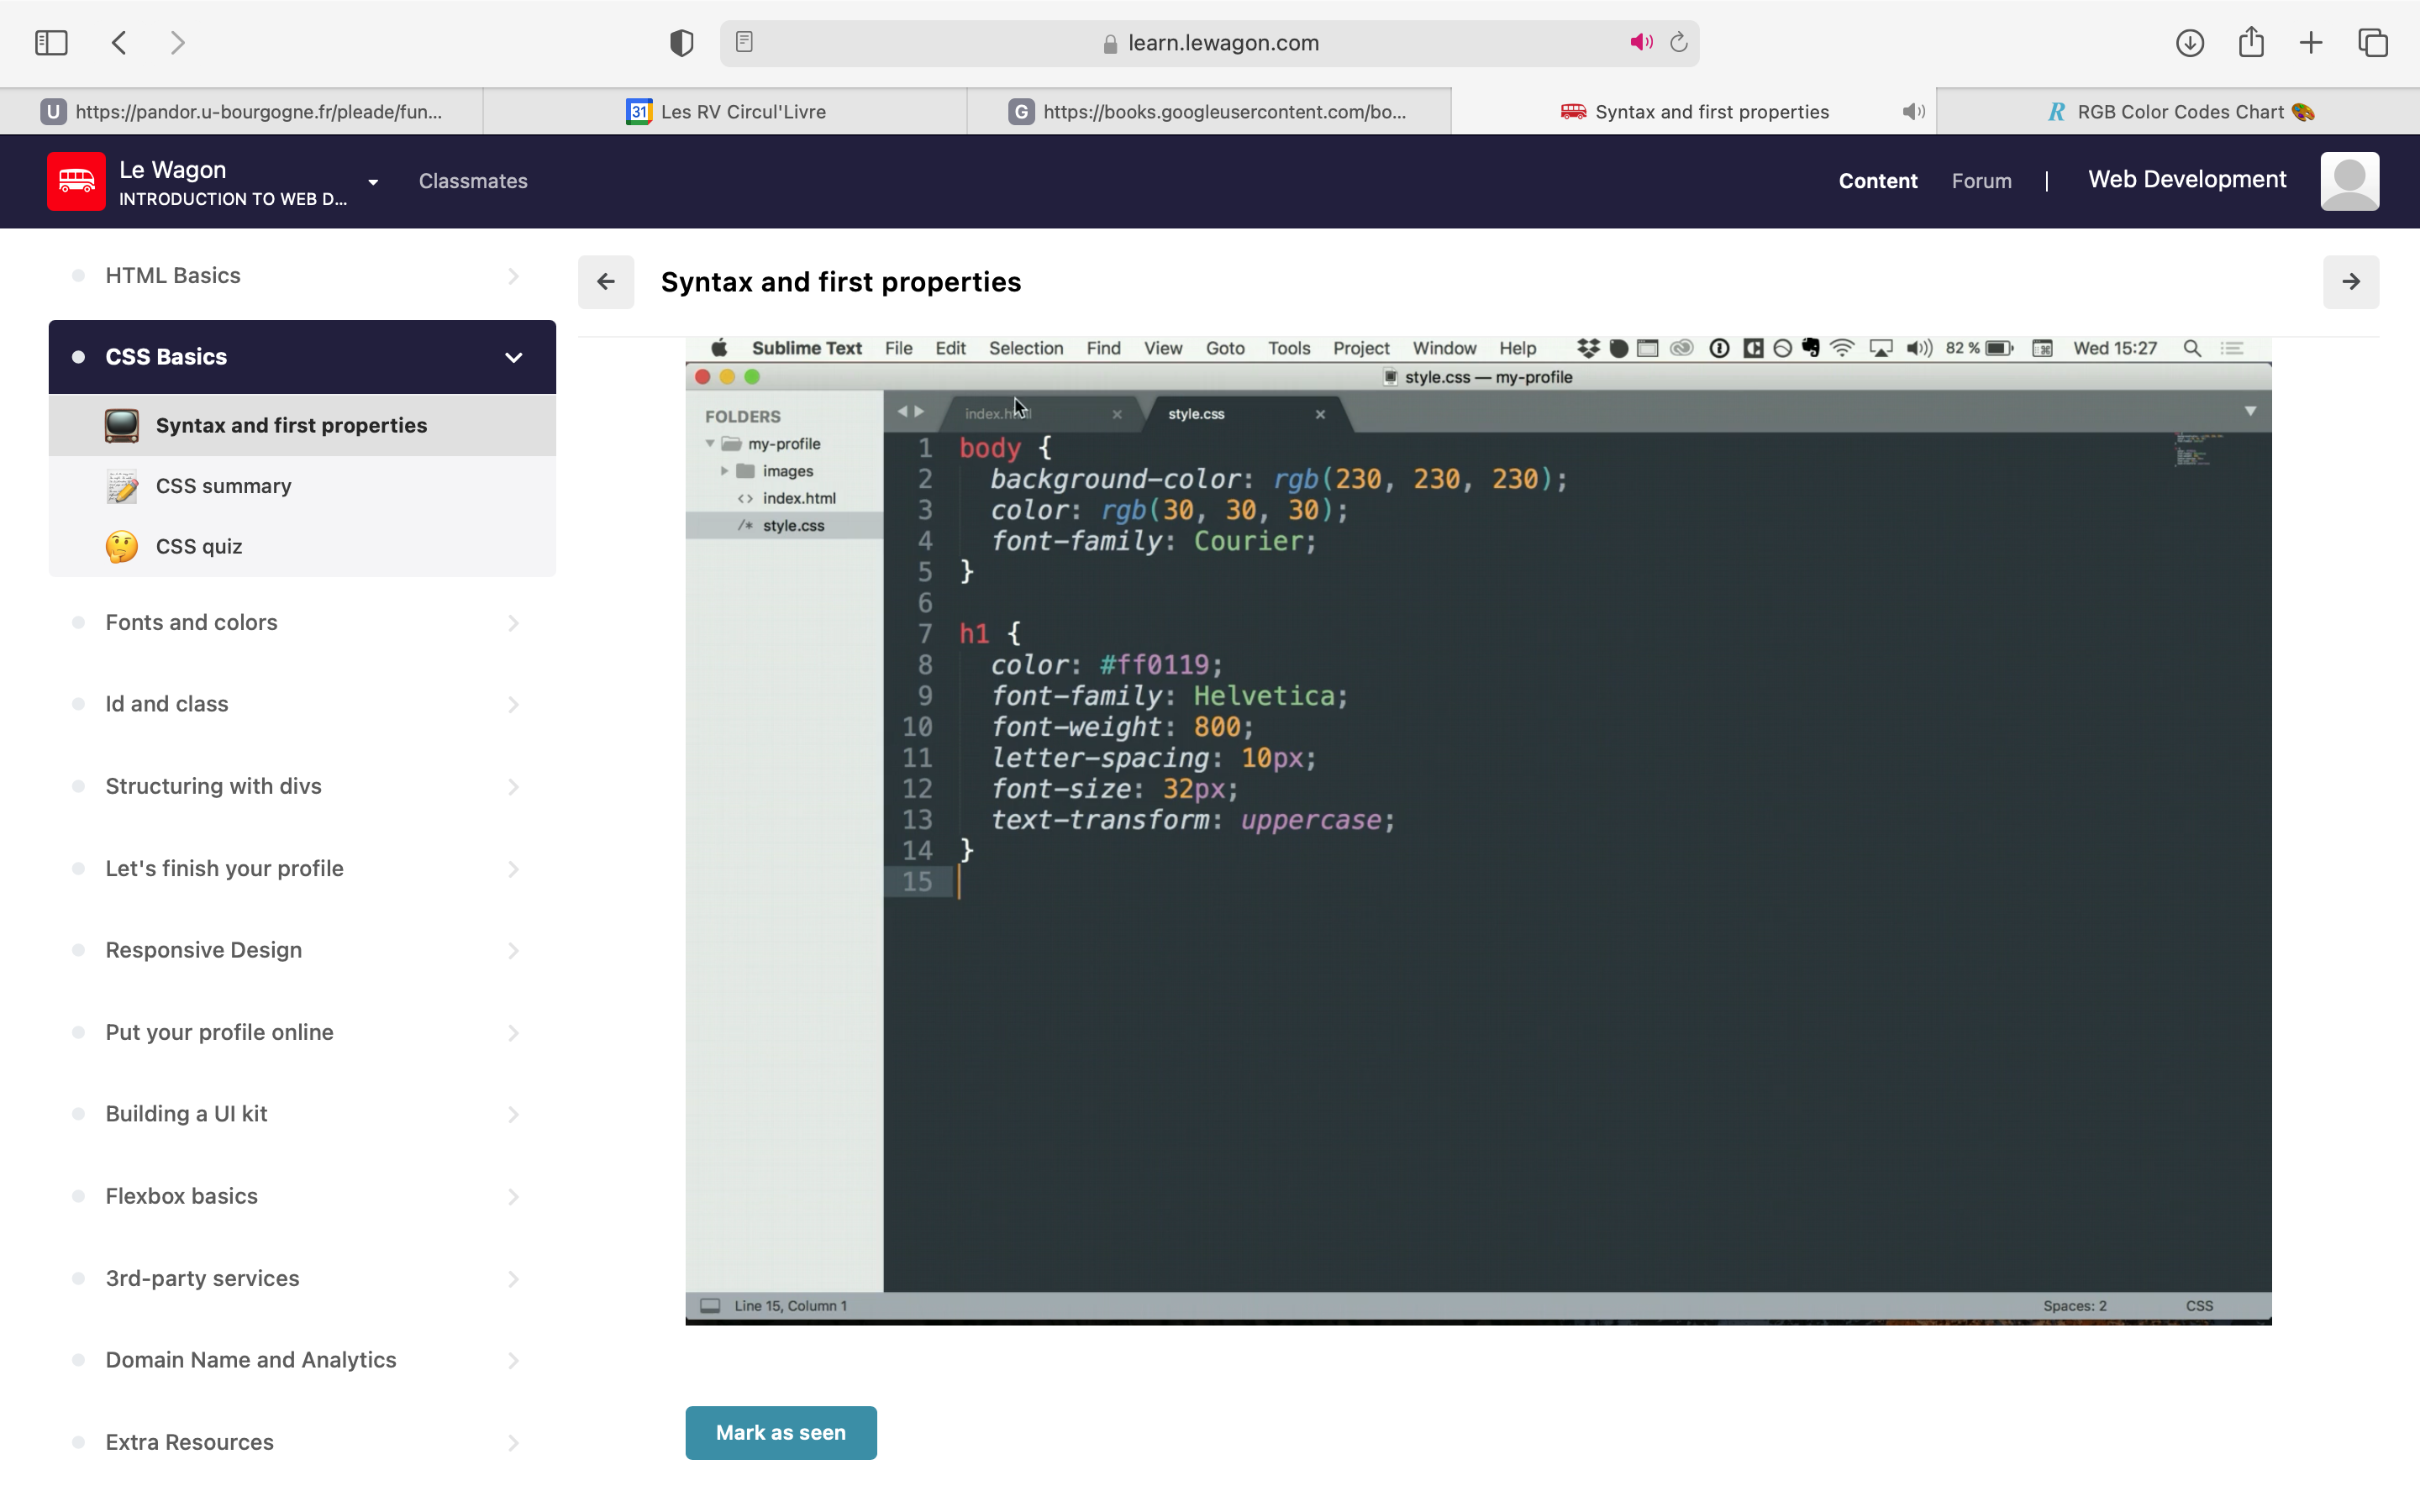 learn.lewagon.com
U https://pandor.u-bourgogne.fr/pleade/fun...
31 Les RV Circul'Livre
G https://books.googleusercontent.com/bo...
Syntax and first properties
R RGB Color Codes Chart 🎨
Le Wagon
INTRODUCTION TO WEB D...
Classmates
Content
Forum
|
Web Development
HTML Basics
CSS Basics
Syntax and first properties
CSS summary
CSS quiz
Fonts and colors
Id and class
Structuring with divs
Let's finish your profile
Responsive Design
Put your profile online
Building a UI kit
Flexbox basics
3rd-party services
Domain Name and Analytics
Extra Resources
Syntax and first properties
Sublime Text File Edit Selection Find View Goto Tools Project Window Help 82 % Wed 15:27
style.css — my-profile
FOLDERS
my-profile
images
<> index.html
/* style.css
index.html ×
style.css ×
1 body {
2 background-color: rgb(230, 230, 230);
3 color: rgb(30, 30, 30);
4 font-family: Courier;
5 }
6
7 h1 {
8 color: #ff0119;
9 font-family: Helvetica;
10 font-weight: 800;
11 letter-spacing: 10px;
12 font-size: 32px;
13 text-transform: uppercase;
14 }
15
Line 15, Column 1
Spaces: 2
CSS
Mark as seen